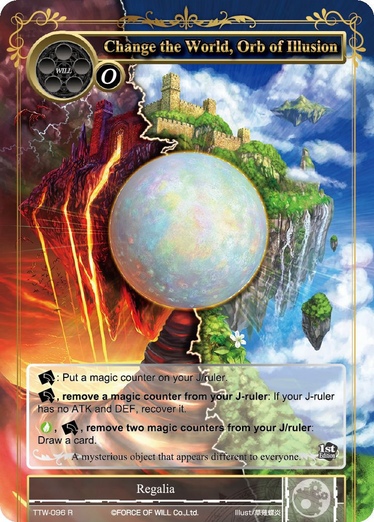 Change the World, Orb of Illusion
WILL
0
: Put a magic counter on your J/ruler.
, remove a magic counter from your J-ruler: If your J-ruler
has no ATK and DEF, recover it.
, remove two magic counters from your J/ruler:
Draw a card.
A mysterious object that appears different to everyone.
1st
Edition
Regalia
TTW-096 R
©FORCE OF WILL Co.,Ltd.
Illust/